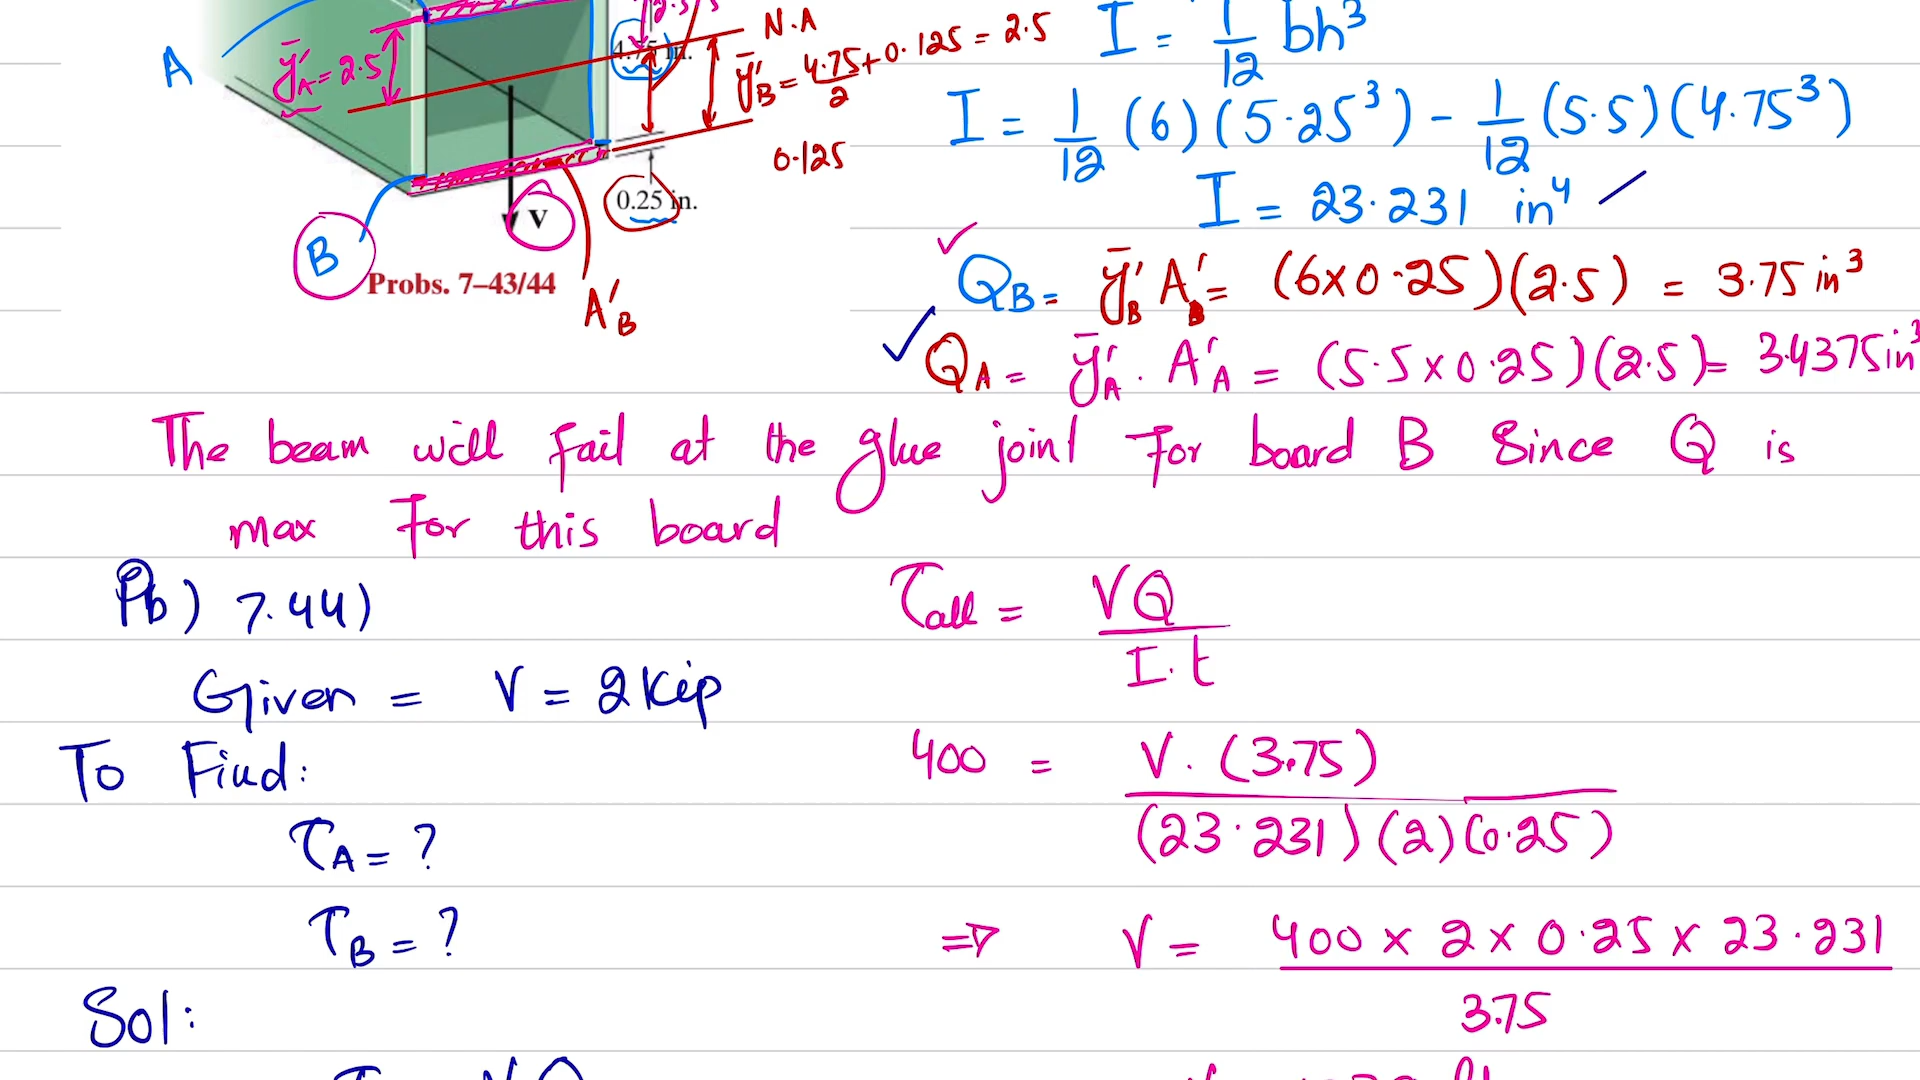 N.A
I = 1/12 bh³
A
ȳ'A = 2.5
4.75 in.
ȳ'B = 4.75/2 + 0.125 = 2.5
I = 1/12 (6)(5.25³) - 1/12 (5.5)(4.75³)
0.125
0.25 in.
I = 23.231 in⁴
V
B
Probs. 7–43/44
A'B
QB = ȳ'B A'B = (6x0.25)(2.5) = 3.75 in³
QA = ȳ'A . A'A = (5.5x0.25)(2.5) = 3.4375 in³
The beam will fail at the glue joint For board B Since Q is
max For this board
Pb) 7.44)
τall = VQ / I.t
Given = V = 2 Kip
To Find:
400 = V. (3.75) / (23.231)(2)(0.25)
τA = ?
τB = ?
⇒ V = 400 x 2 x 0.25 x 23.231 / 3.75
Sol: